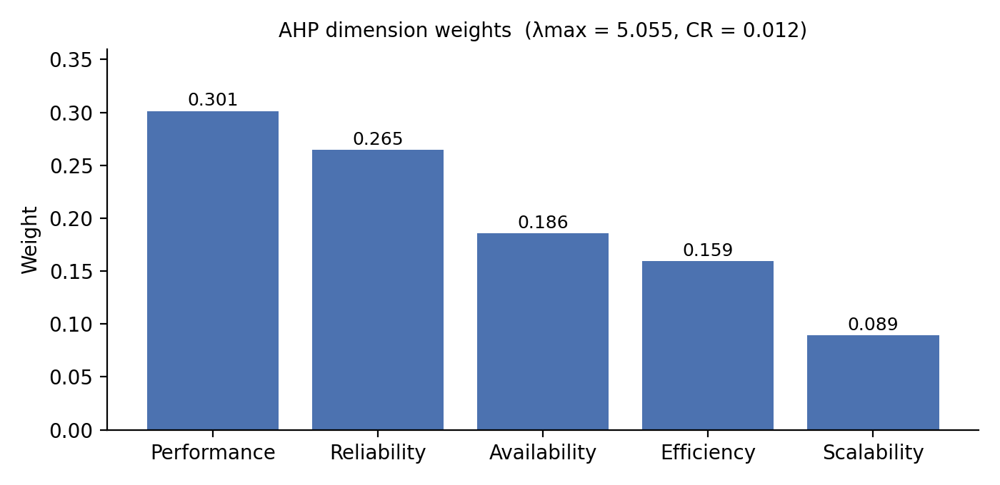 AHP dimension weights (λmax = 5.055, CR = 0.012)
0.35
0.30
0.25
0.20
0.15
0.10
0.05
0.00
Weight
0.301
0.265
0.186
0.159
0.089
Performance
Reliability
Availability
Efficiency
Scalability